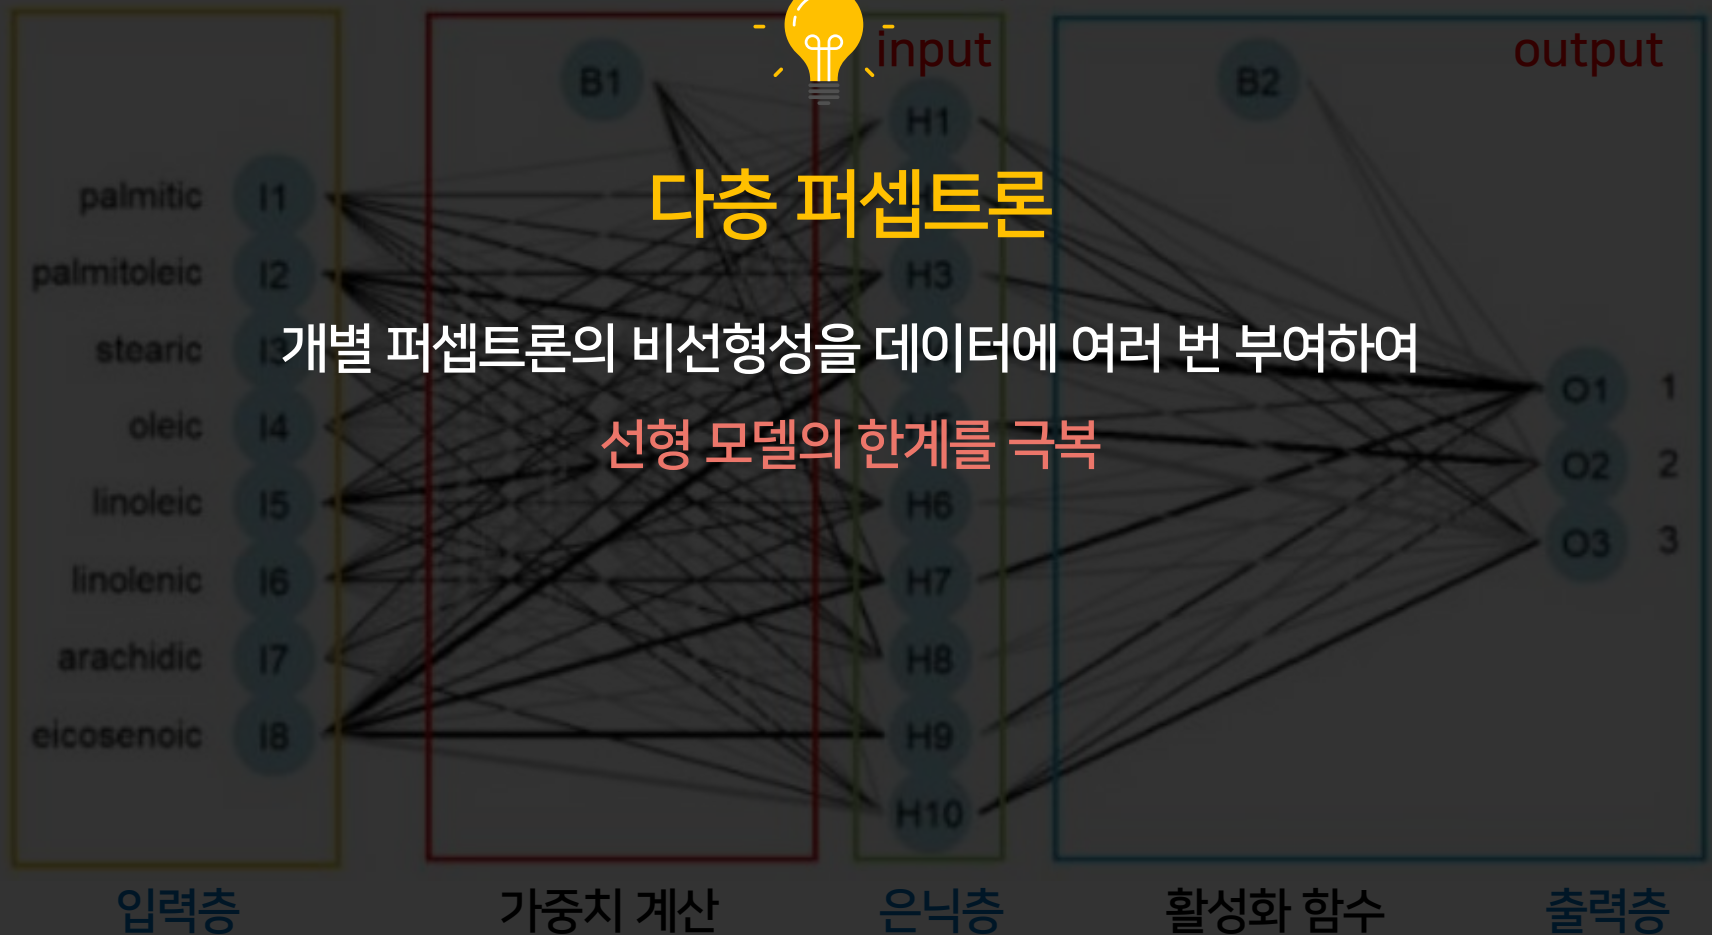 다층 퍼셉트론
개별 퍼셉트론의 비선형성을 데이터에 여러 번 부여하여
선형 모델의 한계를 극복
input
output
B1
B2
palmitic I1
palmitoleic I2
stearic I3
oleic I4
linoleic I5
linolenic I6
arachidic I7
eicosenoic I8
H1
H3
H6
H7
H8
H9
H10
O1 1
O2 2
O3 3
입력층 가중치 계산 은닉층 활성화 함수 출력층